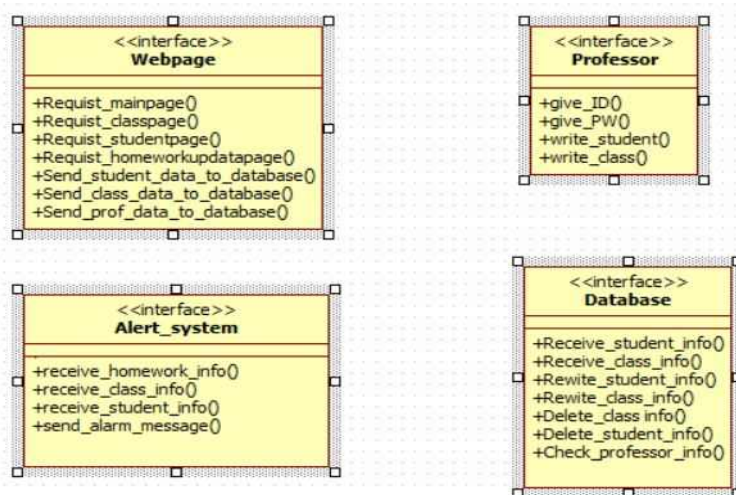 <<interface>>
Webpage
+Requist_mainpage()
+Requist_classpage()
+Requist_studentpage()
+Requist_homeworkupdatapage()
+Send_student_data_to_database()
+Send_class_data_to_database()
+Send_prof_data_to_database()
<<interface>>
Professor
+give_ID()
+give_PW()
+write_student()
+write_class()
<<interface>>
Alert_system
+receive_homework_info()
+receive_class_info()
+receive_student_info()
+send_alarm_message()
<<interface>>
Database
+Receive_student_info()
+Receive_class_info()
+Rewite_student_info()
+Rewite_class_info()
+Delete_class info()
+Delete_student_info()
+Check_professor_info()